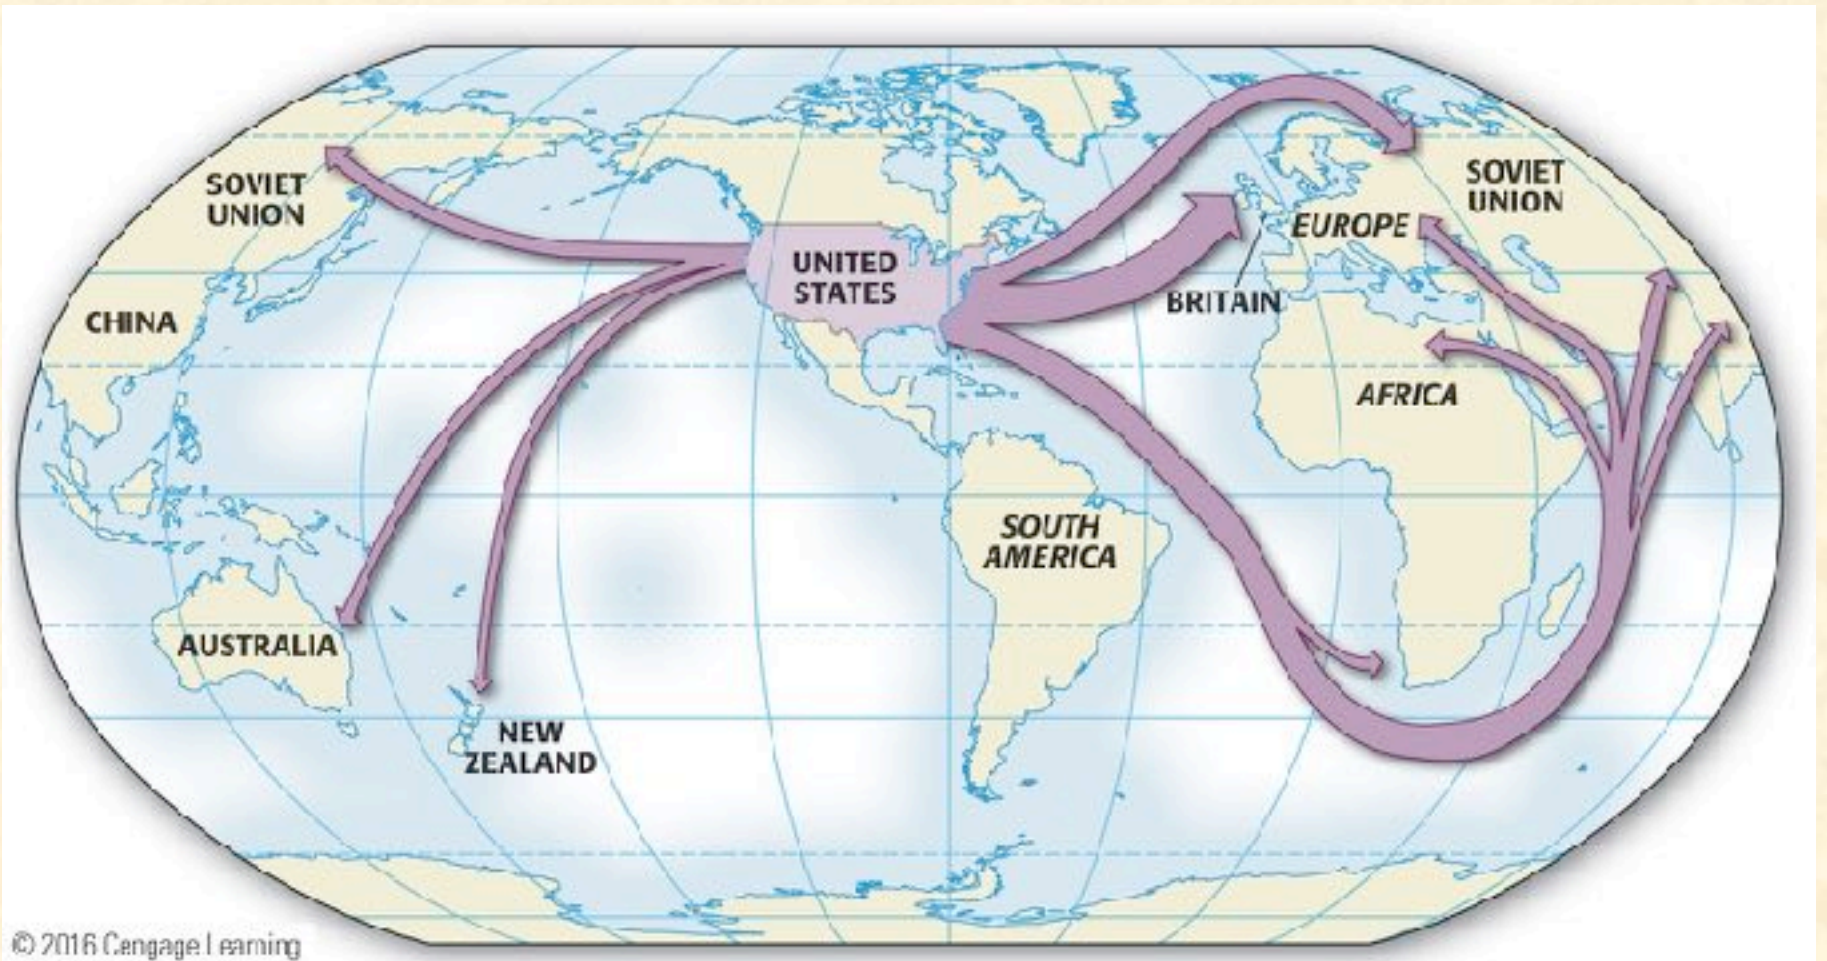 SOVIET
UNION
CHINA
AUSTRALIA
NEW
ZEALAND
UNITED
STATES
SOUTH
AMERICA
BRITAIN
EUROPE
AFRICA
SOVIET
UNION
© 2016 Cengage Learning